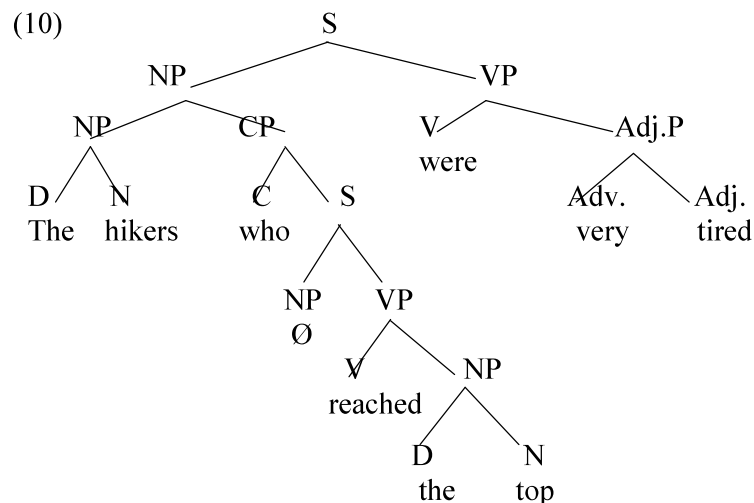 (10) S
NP VP
NP CP V Adj.P
were
D N C S Adv. Adj.
The hikers who very tired
NP VP
Ø
V NP
reached
D N
the top